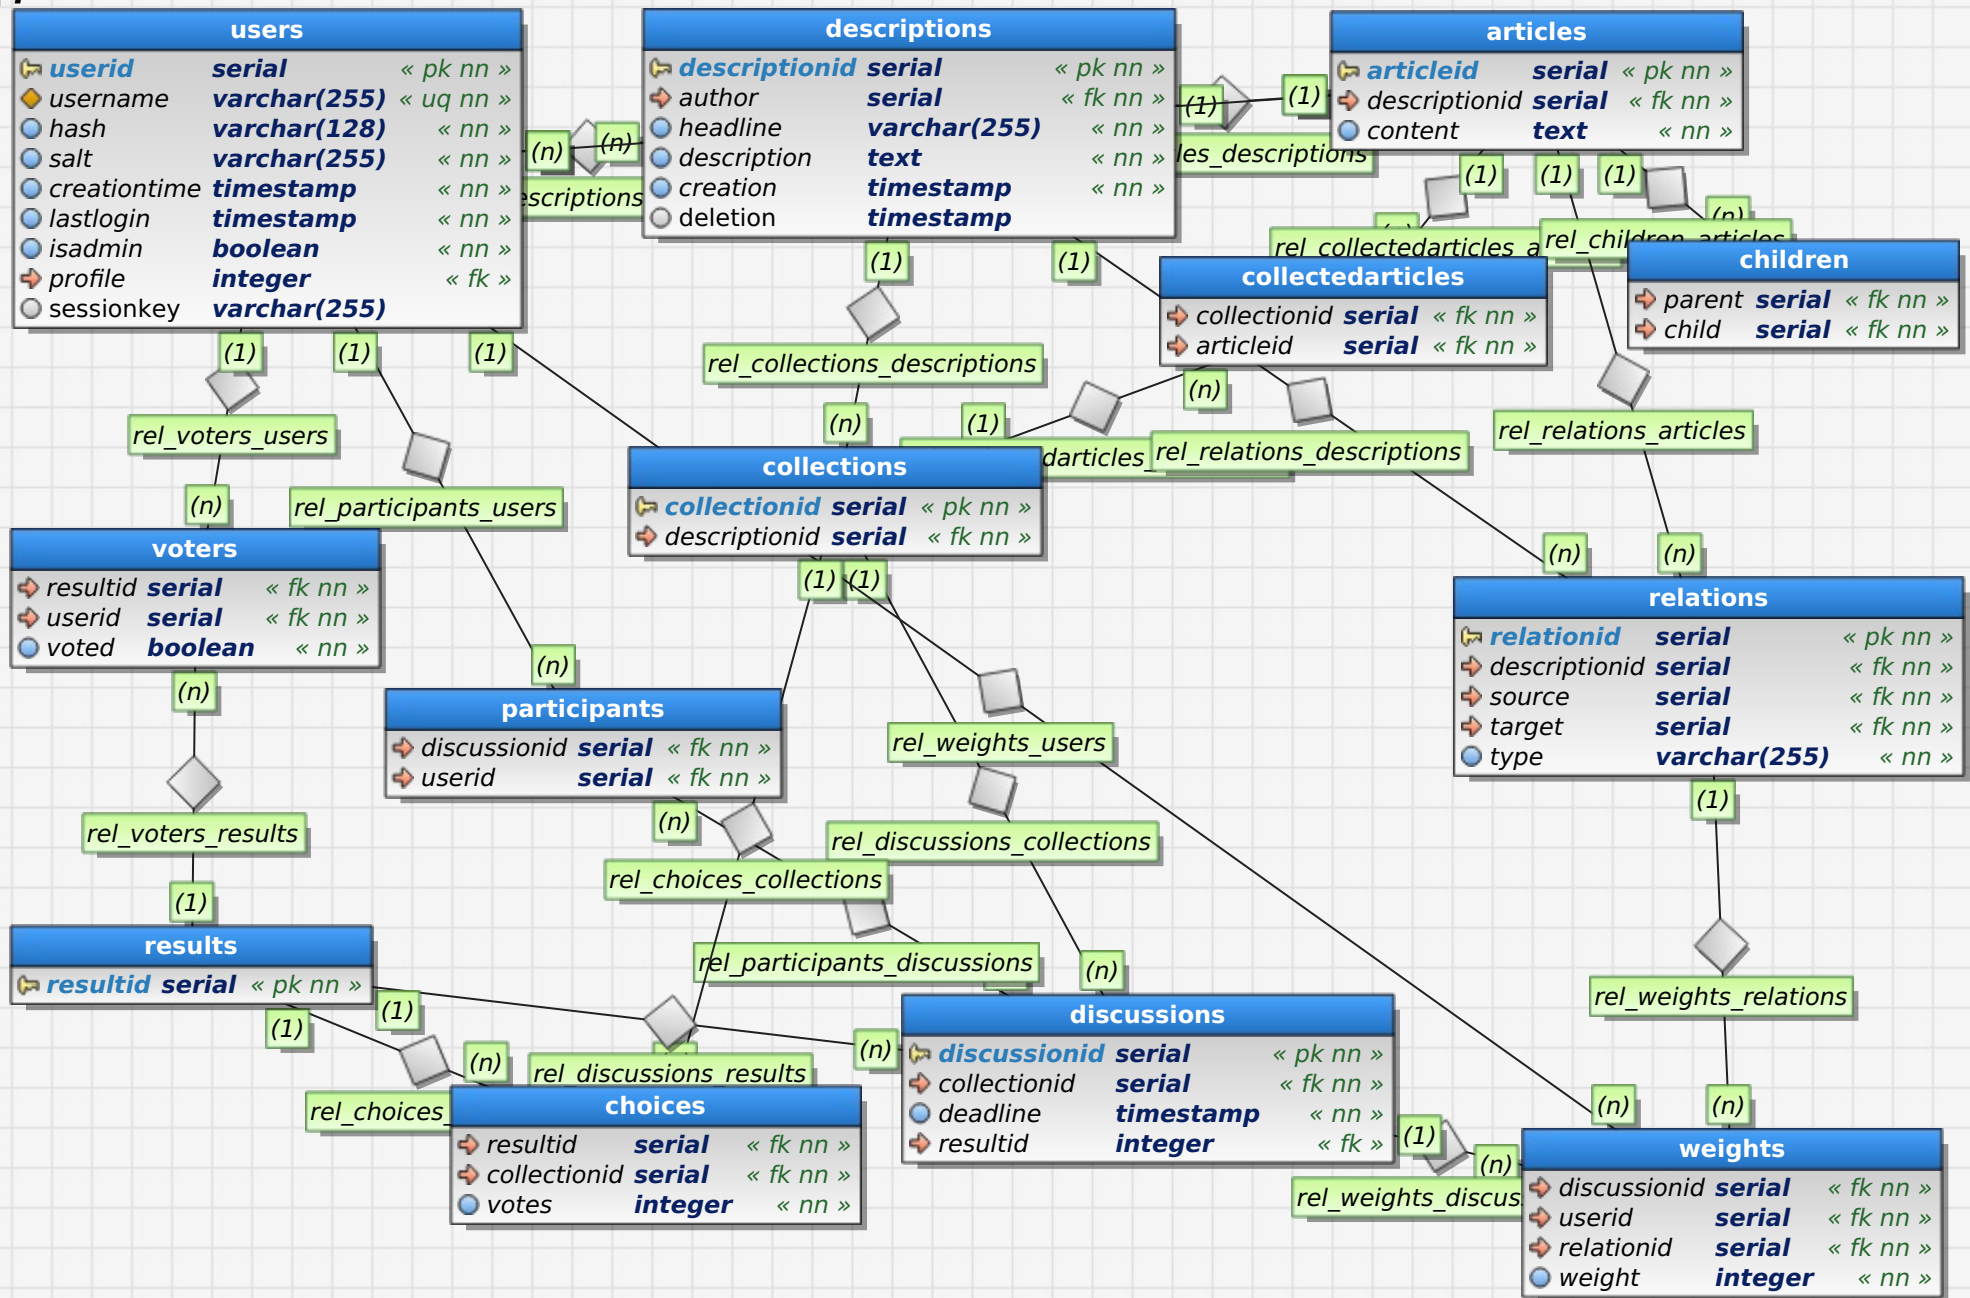 users
userid serial « pk nn »
username varchar(255) « uq nn »
hash varchar(128) « nn »
salt varchar(255) « nn »
creationtime timestamp « nn »
lastlogin timestamp « nn »
isadmin boolean « nn »
profile integer « fk »
sessionkey varchar(255)
(n)
(n)
escriptions
descriptions
descriptionid serial « pk nn »
author serial « fk nn »
headline varchar(255) « nn »
description text « nn »
creation timestamp « nn »
deletion timestamp
(1)
(1)
les_descriptions
articles
articleid serial « pk nn »
descriptionid serial « fk nn »
content text « nn »
(1)
(1)
(1)
(n)
rel_collectedarticles_a
rel_children_articles
(1)
(1)
collectedarticles
collectionid serial « fk nn »
articleid serial « fk nn »
children
parent serial « fk nn »
child serial « fk nn »
(1)
(1)
(1)
rel_collections_descriptions
(n)
(1)
(n)
rel_voters_users
rel_relations_articles
darticles_
rel_relations_descriptions
collections
collectionid serial « pk nn »
descriptionid serial « fk nn »
(n)
rel_participants_users
voters
resultid serial « fk nn »
userid serial « fk nn »
voted boolean « nn »
(1)
(1)
(n)
(n)
relations
relationid serial « pk nn »
descriptionid serial « fk nn »
source serial « fk nn »
target serial « fk nn »
type varchar(255) « nn »
(n)
(n)
participants
discussionid serial « fk nn »
userid serial « fk nn »
rel_weights_users
(1)
(n)
rel_voters_results
rel_discussions_collections
rel_choices_collections
(1)
results
resultid serial « pk nn »
rel_participants_discussions
(n)
rel_weights_relations
(1)
(1)
(n)
(n)
rel_discussions_results
rel_choices_
discussions
discussionid serial « pk nn »
collectionid serial « fk nn »
deadline timestamp « nn »
resultid integer « fk »
choices
resultid serial « fk nn »
collectionid serial « fk nn »
votes integer « nn »
(n)
(n)
(1)
(n)
rel_weights_discus
weights
discussionid serial « fk nn »
userid serial « fk nn »
relationid serial « fk nn »
weight integer « nn »